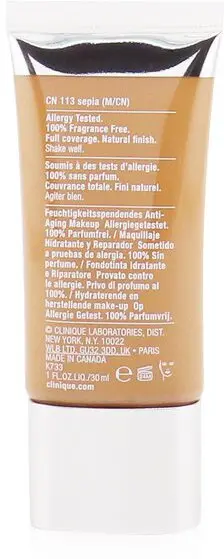 CN 113 sepia (M/CN)
Allergy Tested.
100% Fragrance Free.
Full coverage. Natural finish.
Shake well.
Soumis à des tests d'allergie.
100% sans parfum.
Couvrance totale. Fini naturel.
Agiter bien.
Feuchtigkeitsspendendes Anti-
Aging Makeup Allergiegetestet.
100% Parfumfrei. / Maquillaje
Hidratante y Reparador Sometido
a pruebas de alergia. 100% Sin
perfume. / Fondotinta idratante
e Riparatore Provato contro
le allergie. Privo di profumo al
100%. / Hydraterende en
herstellende make-up Op
Allergie Getest. 100% Parfumvrij.
© CLINIQUE LABORATORIES, DIST.
NEW YORK, N.Y. 10022
WLR LTD. GU32 3DD. UK • PARIS
MADE IN CANADA
K733
1 FL.OZ.LIQ./30 ml e
clinique.com